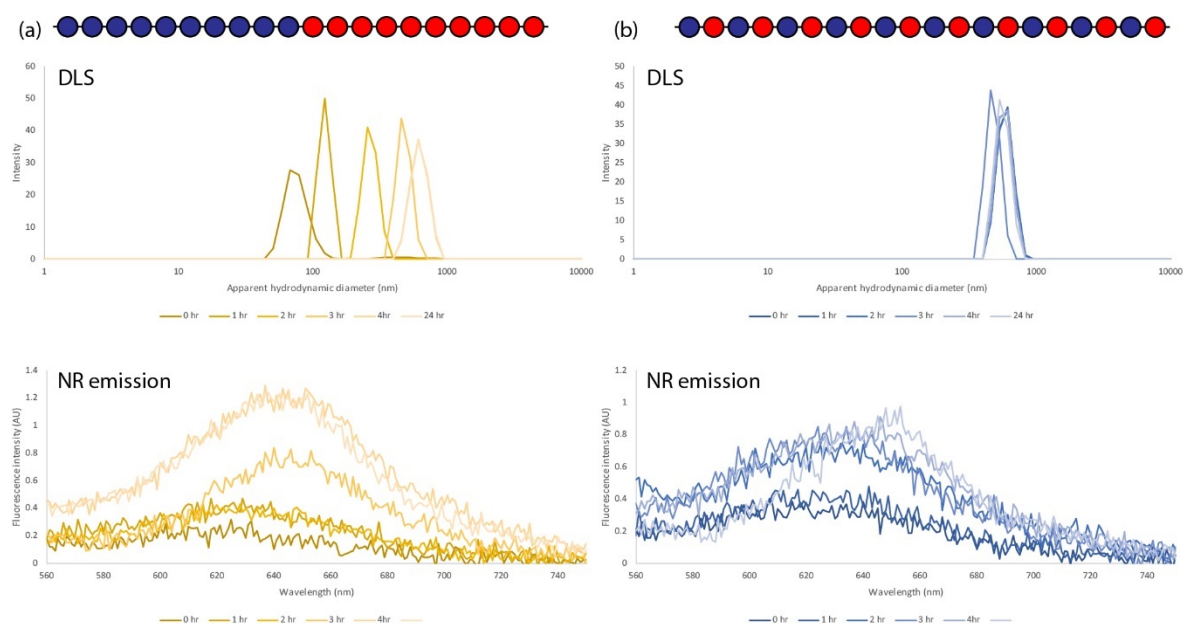 (a)
DLS
60
50
40
30
20
10
0
Intensity
1 10 100 1000 10000
Apparent hydrodynamic diameter (nm)
0 hr 1 hr 2 hr 3 hr 4hr 24 hr
NR emission
1.4
1.2
1
0.8
0.6
0.4
0.2
0
Fluorescence intensity (AU)
560 580 600 620 640 660 680 700 720 740
Wavelength (nm)
0 hr 1 hr 2 hr 3 hr 4hr
(b)
DLS
50
45
40
35
30
25
20
15
10
5
0
Intensity
1 10 100 1000 10000
Apparent hydrodynamic diameter (nm)
0 hr 1 hr 2 hr 3 hr 4hr 24 hr
NR emission
1.2
1
0.8
0.6
0.4
0.2
0
Fluorescence intensity (AU)
560 580 600 620 640 660 680 700 720 740
Wavelength (nm)
0 hr 1 hr 2 hr 3 hr 4hr